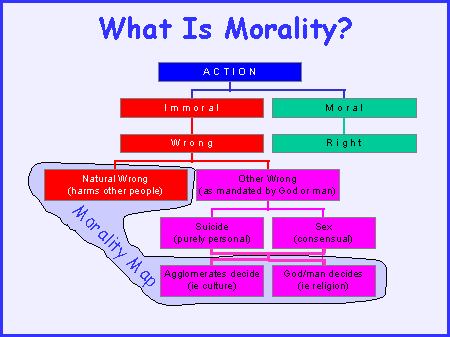 What Is Morality?
ACTION
Immoral
Moral
Wrong
Right
Natural Wrong
(harms other people)
Other Wrong
(as mandated by God or man)
Suicide
(purely personal)
Sex
(consensual)
Morality Map
Agglomerates decide
(ie culture)
God/man decides
(ie religion)